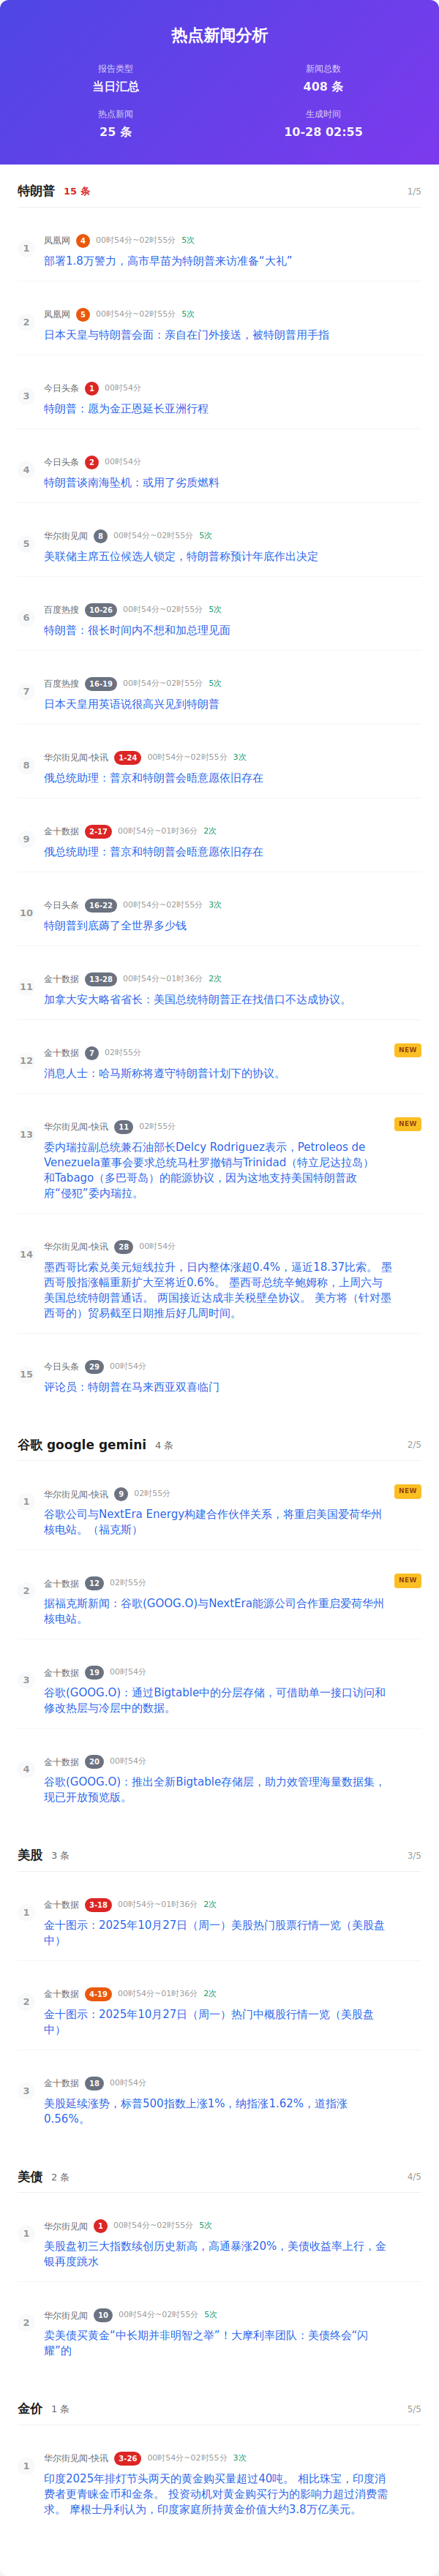 热点新闻分析
报告类型
当日汇总
新闻总数
408 条
热点新闻
25 条
生成时间
10-28 02:55
特朗普 15 条 1/5
1
凤凰网 4 00时54分~02时55分 5次
部署1.8万警力，高市早苗为特朗普来访准备“大礼”
2
凤凰网 5 00时54分~02时55分 5次
日本天皇与特朗普会面：亲自在门外接送，被特朗普用手指
3
今日头条 1 00时54分
特朗普：愿为金正恩延长亚洲行程
4
今日头条 2 00时54分
特朗普谈南海坠机：或用了劣质燃料
5
华尔街见闻 8 00时54分~02时55分 5次
美联储主席五位候选人锁定，特朗普称预计年底作出决定
6
百度热搜 10-26 00时54分~02时55分 5次
特朗普：很长时间内不想和加总理见面
7
百度热搜 16-19 00时54分~02时55分 5次
日本天皇用英语说很高兴见到特朗普
8
华尔街见闻-快讯 1-24 00时54分~02时55分 3次
俄总统助理：普京和特朗普会晤意愿依旧存在
9
金十数据 2-17 00时54分~01时36分 2次
俄总统助理：普京和特朗普会晤意愿依旧存在
10
今日头条 16-22 00时54分~02时55分 3次
特朗普到底薅了全世界多少钱
11
金十数据 13-28 00时54分~01时36分 2次
加拿大安大略省省长：美国总统特朗普正在找借口不达成协议。
12
金十数据 7 02时55分 NEW
消息人士：哈马斯称将遵守特朗普计划下的协议。
13
华尔街见闻-快讯 11 02时55分 NEW
委内瑞拉副总统兼石油部长Delcy Rodriguez表示，Petroleos de
Venezuela董事会要求总统马杜罗撤销与Trinidad（特立尼达拉岛）
和Tabago（多巴哥岛）的能源协议，因为这地支持美国特朗普政
府“侵犯”委内瑞拉。
14
华尔街见闻-快讯 28 00时54分
墨西哥比索兑美元短线拉升，日内整体涨超0.4%，逼近18.37比索。 墨
西哥股指涨幅重新扩大至将近0.6%。 墨西哥总统辛鲍姆称，上周六与
美国总统特朗普通话。 两国接近达成非关税壁垒协议。 美方将（针对墨
西哥的）贸易截至日期推后好几周时间。
15
今日头条 29 00时54分
评论员：特朗普在马来西亚双喜临门
谷歌 google gemini 4 条 2/5
1
华尔街见闻-快讯 9 02时55分 NEW
谷歌公司与NextEra Energy构建合作伙伴关系，将重启美国爱荷华州
核电站。（福克斯）
2
金十数据 12 02时55分 NEW
据福克斯新闻：谷歌(GOOG.O)与NextEra能源公司合作重启爱荷华州
核电站。
3
金十数据 19 00时54分
谷歌(GOOG.O)：通过Bigtable中的分层存储，可借助单一接口访问和
修改热层与冷层中的数据。
4
金十数据 20 00时54分
谷歌(GOOG.O)：推出全新Bigtable存储层，助力效管理海量数据集，
现已开放预览版。
美股 3 条 3/5
1
金十数据 3-18 00时54分~01时36分 2次
金十图示：2025年10月27日（周一）美股热门股票行情一览（美股盘
中）
2
金十数据 4-19 00时54分~01时36分 2次
金十图示：2025年10月27日（周一）热门中概股行情一览（美股盘
中）
3
金十数据 18 00时54分
美股延续涨势，标普500指数上涨1%，纳指涨1.62%，道指涨
0.56%。
美债 2 条 4/5
1
华尔街见闻 1 00时54分~02时55分 5次
美股盘初三大指数续创历史新高，高通暴涨20%，美债收益率上行，金
银再度跳水
2
华尔街见闻 10 00时54分~02时55分 5次
卖美债买黄金“中长期并非明智之举”！大摩利率团队：美债终会“闪
耀”的
金价 1 条 5/5
1
华尔街见闻-快讯 3-26 00时54分~02时55分 3次
印度2025年排灯节头两天的黄金购买量超过40吨。 相比珠宝，印度消
费者更青睐金币和金条。 投资动机对黄金购买行为的影响力超过消费需
求。 摩根士丹利认为，印度家庭所持黄金价值大约3.8万亿美元。